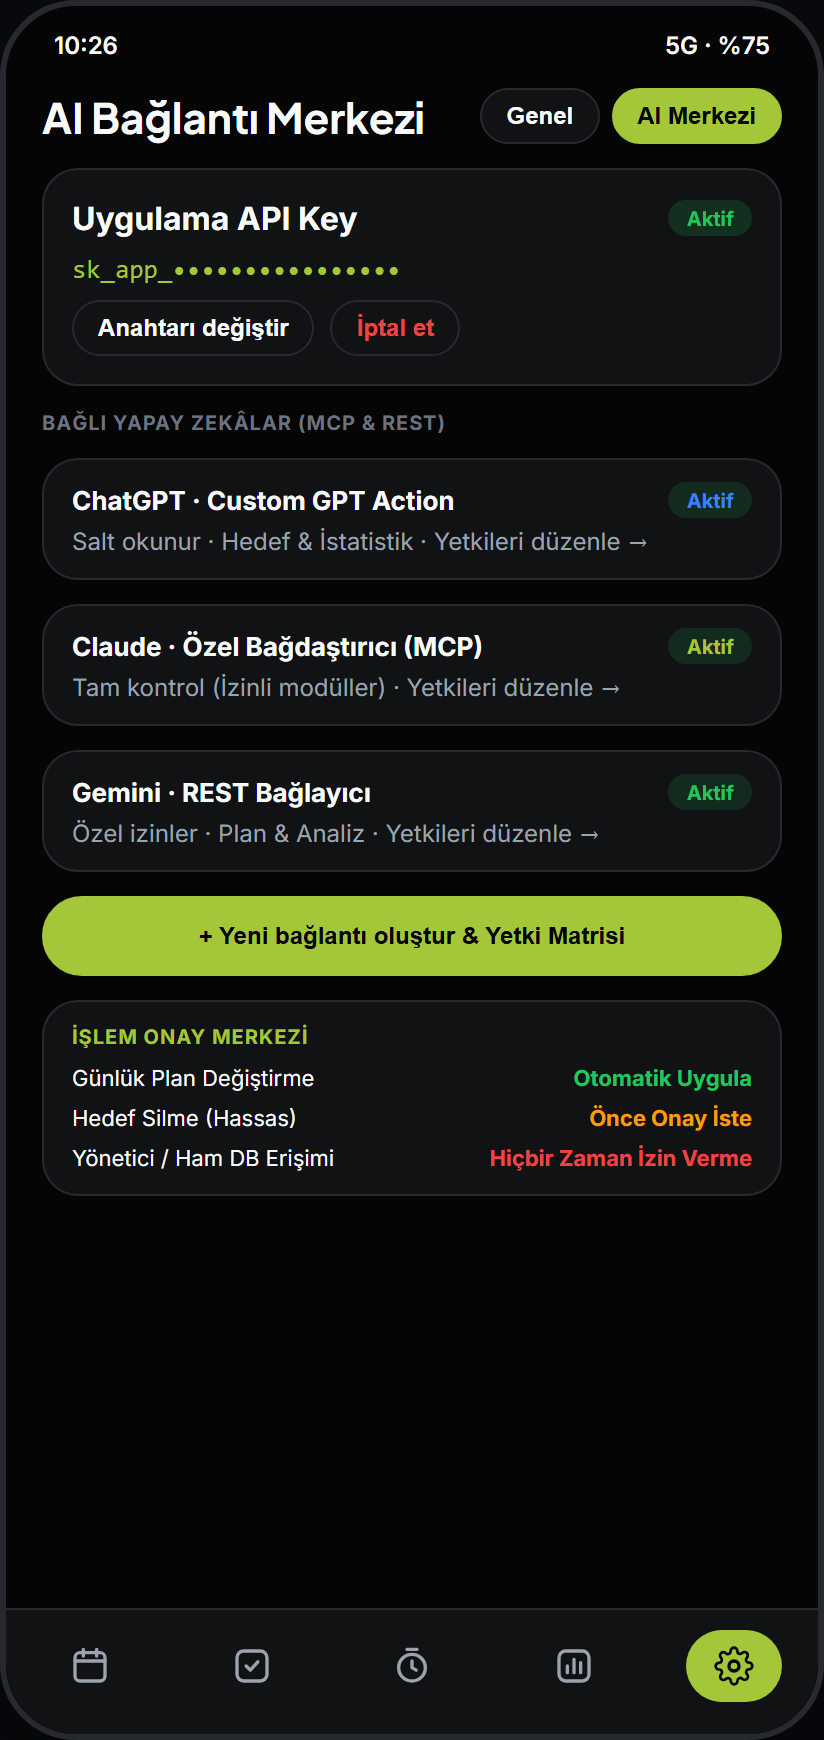 10:26
5G · %75
AI Bağlantı Merkezi
Genel
AI Merkezi
Uygulama API Key
Aktif
sk_app_••••••••••••••••
Anahtarı değiştir
İptal et
BAĞLI YAPAY ZEKÂLAR (MCP & REST)
ChatGPT · Custom GPT Action
Aktif
Salt okunur · Hedef & İstatistik · Yetkileri düzenle →
Claude · Özel Bağdaştırıcı (MCP)
Aktif
Tam kontrol (İzinli modüller) · Yetkileri düzenle →
Gemini · REST Bağlayıcı
Aktif
Özel izinler · Plan & Analiz · Yetkileri düzenle →
+ Yeni bağlantı oluştur & Yetki Matrisi
İŞLEM ONAY MERKEZİ
Günlük Plan Değiştirme
Otomatik Uygula
Hedef Silme (Hassas)
Önce Onay İste
Yönetici / Ham DB Erişimi
Hiçbir Zaman İzin Verme